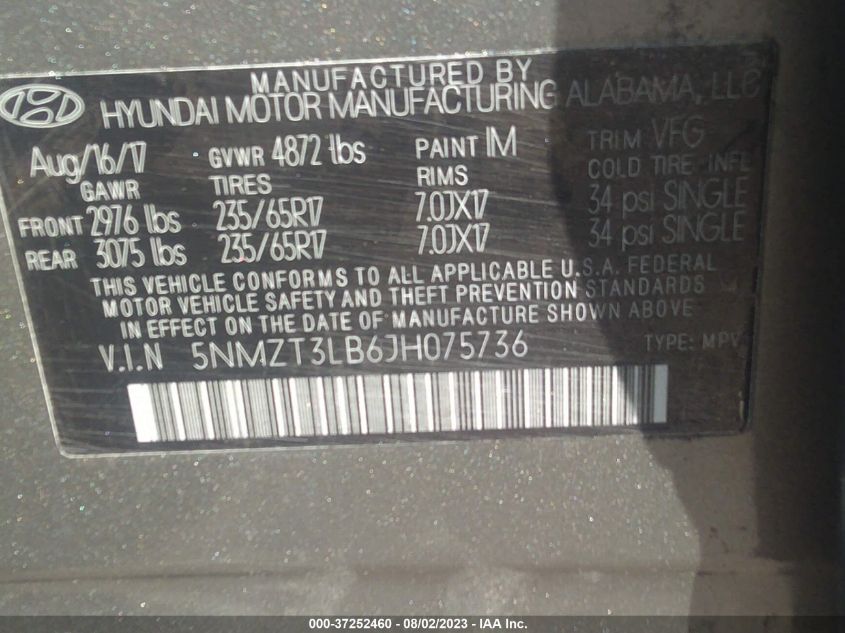 MANUFACTURED BY
HYUNDAI MOTOR MANUFACTURING ALABAMA, LLC
Aug/16/17 GVWR 4872 lbs PAINT IM TRIM VFG
GAWR TIRES RIMS COLD TIRE INFL
FRONT 2976 lbs 235/65R17 7.0JX17 34 psi SINGLE
REAR 3075 lbs 235/65R17 7.0JX17 34 psi SINGLE
THIS VEHICLE CONFORMS TO ALL APPLICABLE U.S.A. FEDERAL
MOTOR VEHICLE SAFETY AND THEFT PREVENTION STANDARDS
IN EFFECT ON THE DATE OF MANUFACTURE SHOWN ABOVE
V.I.N 5NMZT3LB6JH075736 TYPE: MPV
000-37252460 - 08/02/2023 - IAA Inc.